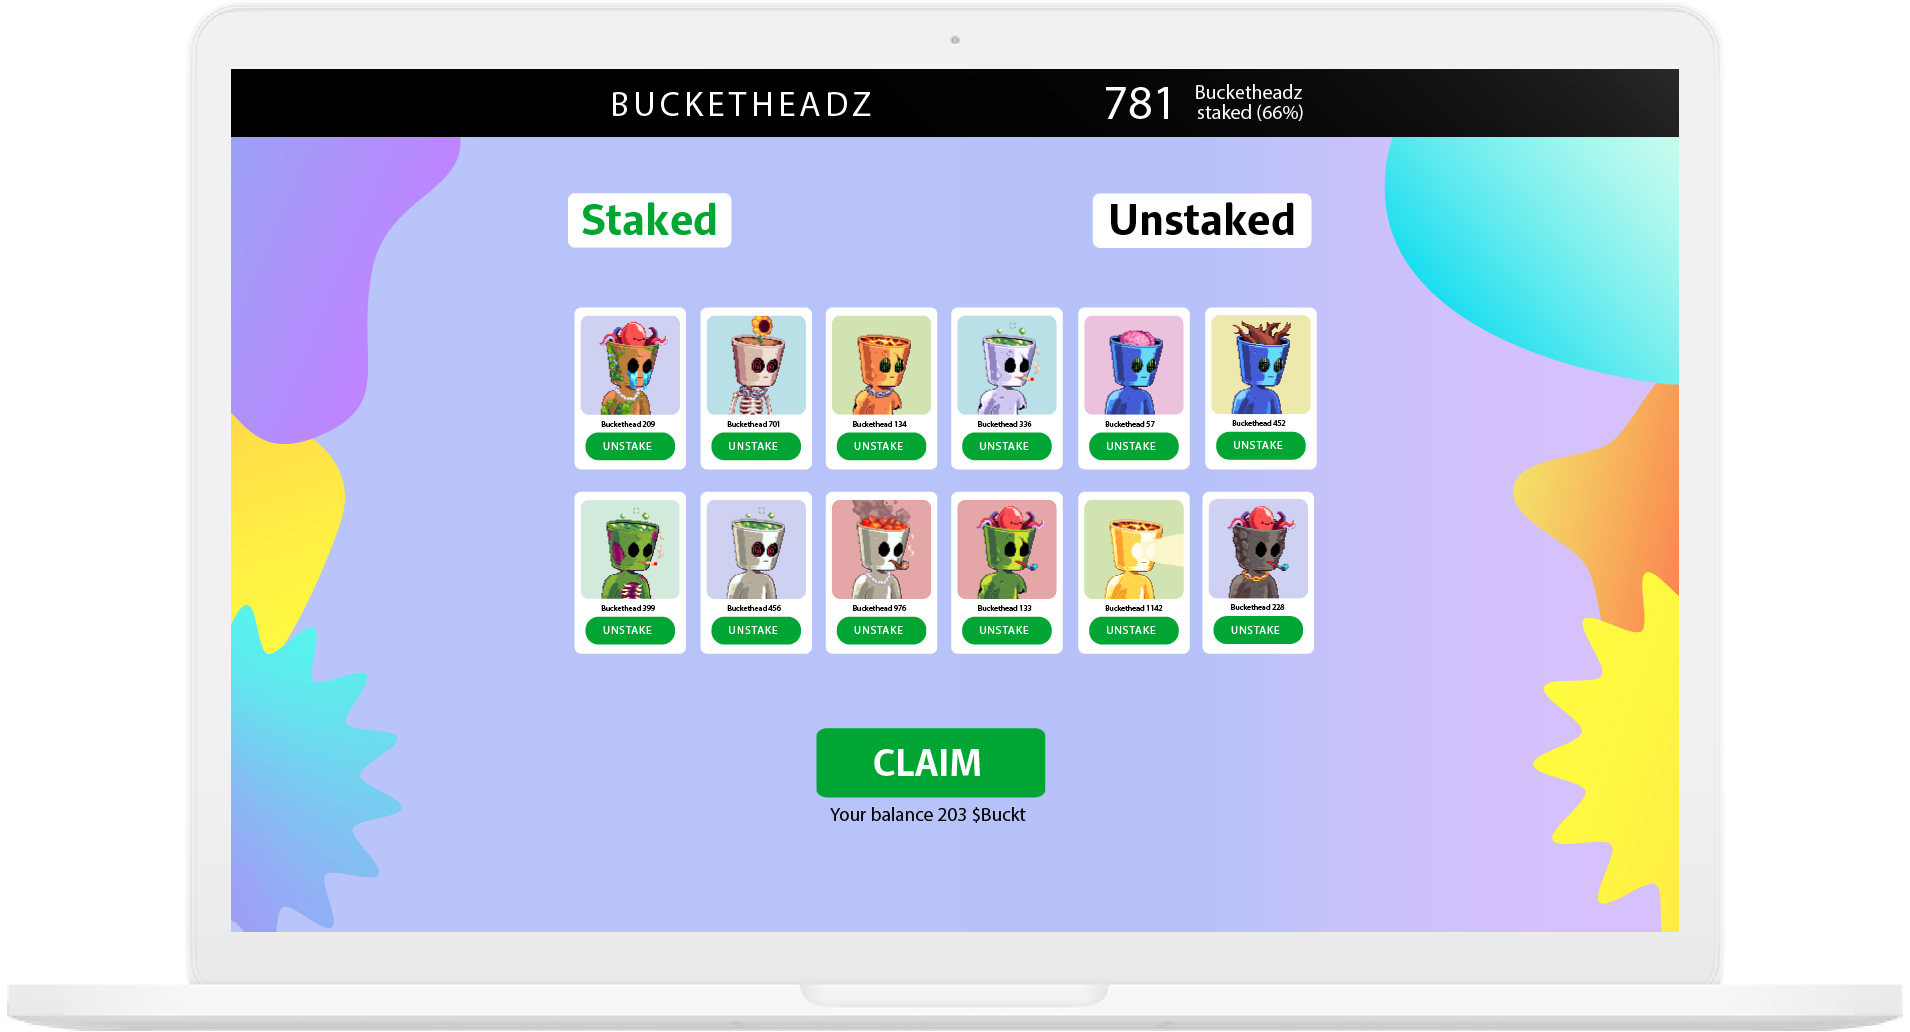 BUCKETHEADZ
781
Bucketheadz
staked (66%)
Staked
Unstaked
Buckethead 209
Buckethead 701
Buckethead 134
Buckethead 336
Buckethead 57
Buckethead 452
UNSTAKE
UNSTAKE
UNSTAKE
UNSTAKE
UNSTAKE
UNSTAKE
Buckethead 399
Buckethead 456
Buckethead 976
Buckethead 133
Buckethead 1142
Buckethead 228
UNSTAKE
UNSTAKE
UNSTAKE
UNSTAKE
UNSTAKE
UNSTAKE
CLAIM
Your balance 203 $Buckt